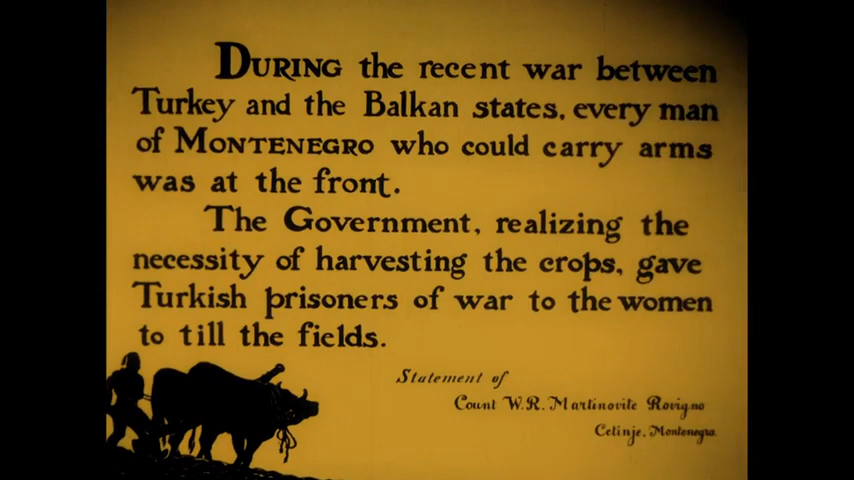 DURING the recent war between
Turkey and the Balkan states, every man
of MONTENEGRO who could carry arms
was at the front.
The Government, realizing the
necessity of harvesting the crops, gave
Turkish prisoners of war to the women
to till the fields.
Statement of
Count W. R. Martinovitc Rovigno
Cetinje, Montenegro.